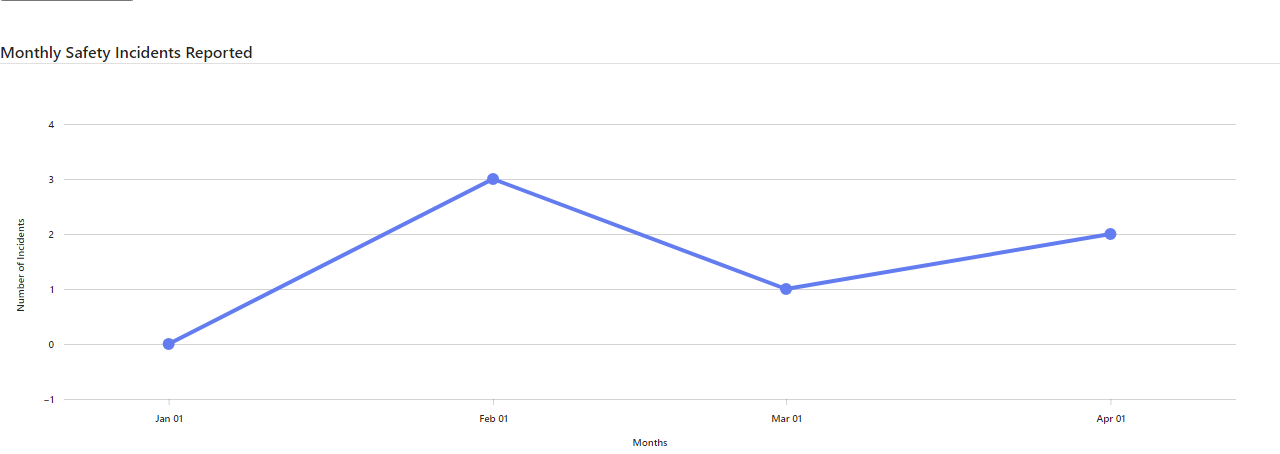 Monthly Safety Incidents Reported
4
3
2
1
0
−1
Number of Incidents
Jan 01
Feb 01
Mar 01
Apr 01
Months